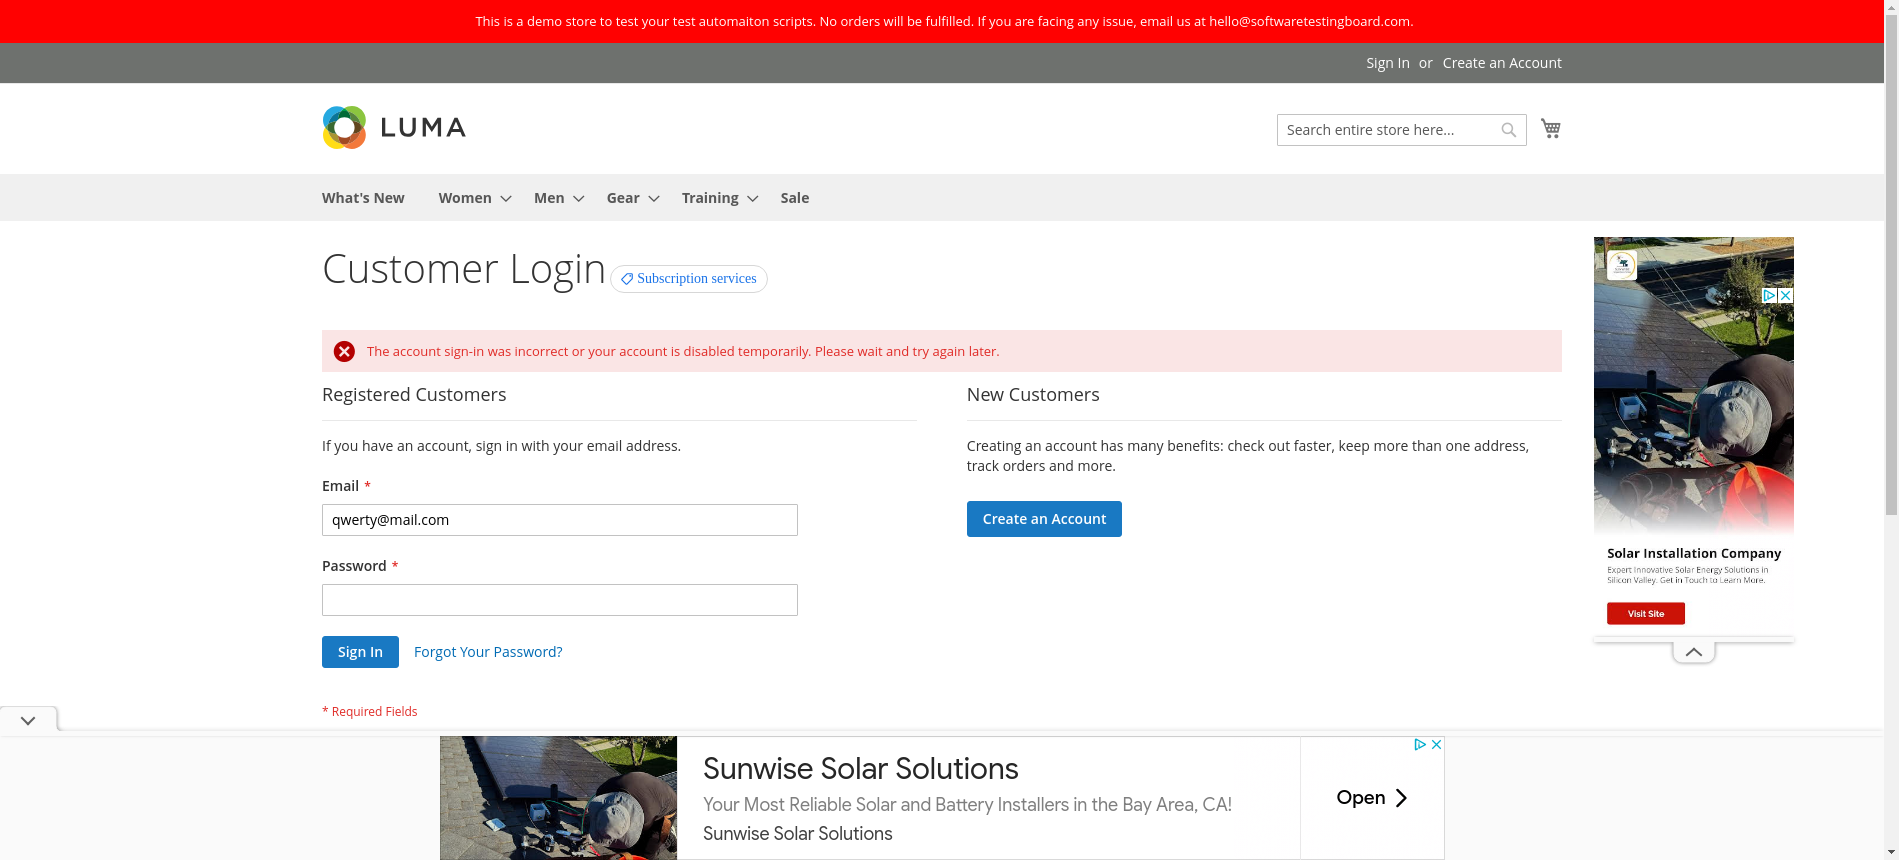 This is a demo store to test your test automaiton scripts. No orders will be fulfilled. If you are facing any issue, email us at hello@softwaretestingboard.com.
Sign In or Create an Account
LUMA
Search entire store here...
What's New Women Men Gear Training Sale
Customer Login Subscription services
The account sign-in was incorrect or your account is disabled temporarily. Please wait and try again later.
Registered Customers
If you have an account, sign in with your email address.
Email *
qwerty@mail.com
Password *
Sign In Forgot Your Password?
* Required Fields
New Customers
Creating an account has many benefits: check out faster, keep more than one address,
track orders and more.
Create an Account
Solar Installation Company
Expert Innovative Solar Energy Solutions in
Silicon Valley. Get in Touch to Learn More.
Visit Site
Sunwise Solar Solutions
Your Most Reliable Solar and Battery Installers in the Bay Area, CA!
Sunwise Solar Solutions
Open